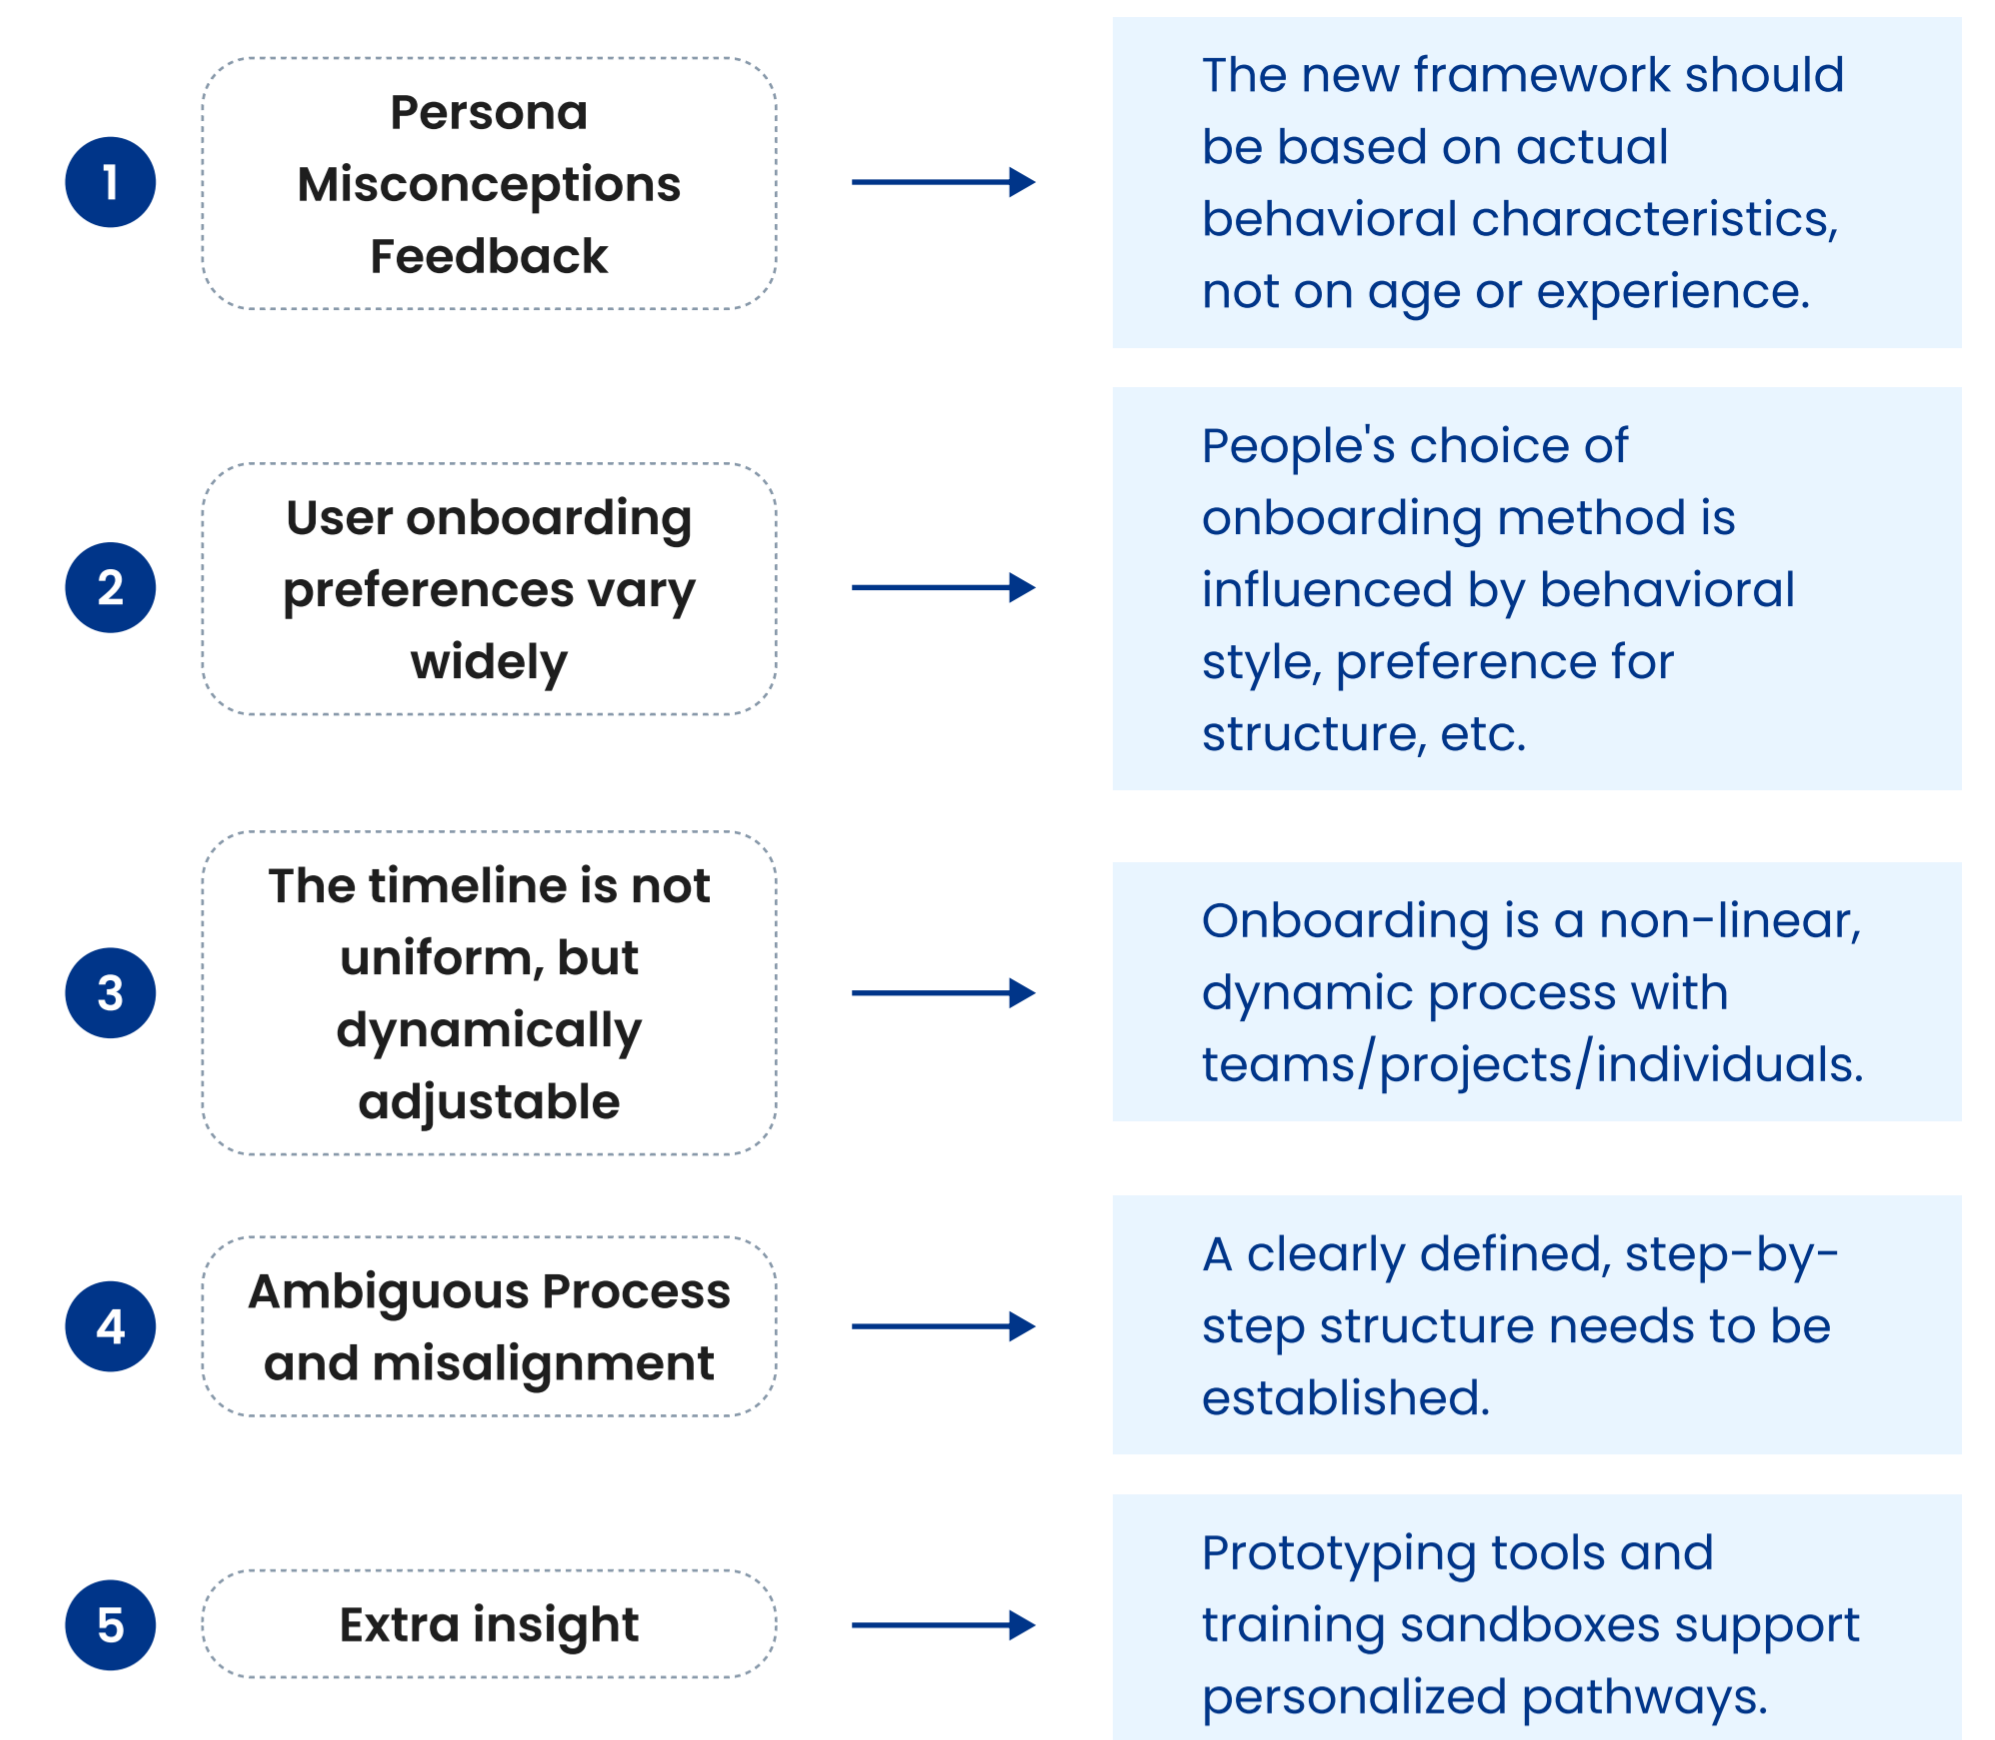 1
Persona
Misconceptions
Feedback
The new framework should
be based on actual
behavioral characteristics,
not on age or experience.
2
User onboarding
preferences vary
widely
People's choice of
onboarding method is
influenced by behavioral
style, preference for
structure, etc.
3
The timeline is not
uniform, but
dynamically
adjustable
Onboarding is a non-linear,
dynamic process with
teams/projects/individuals.
4
Ambiguous Process
and misalignment
A clearly defined, step-by-
step structure needs to be
established.
5
Extra insight
Prototyping tools and
training sandboxes support
personalized pathways.